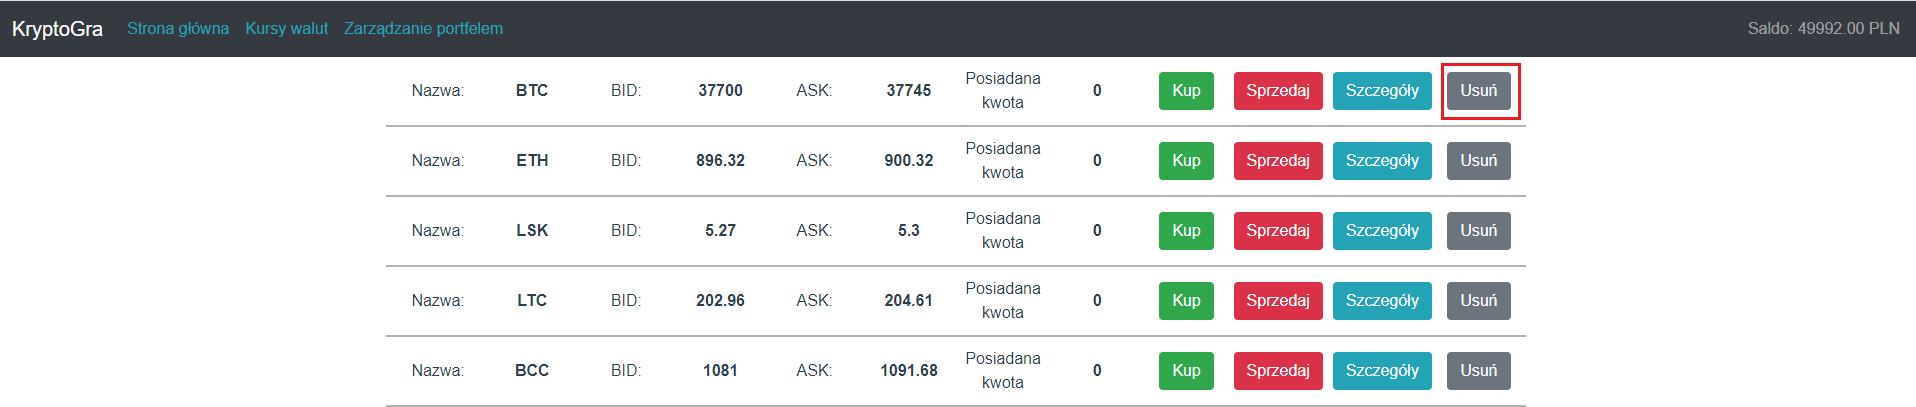 KryptoGra Strona główna Kursy walut Zarządzanie portfelem Saldo: 49992.00 PLN
Nazwa: BTC BID: 37700 ASK: 37745 Posiadana kwota 0 Kup Sprzedaj Szczegóły Usuń
Nazwa: ETH BID: 896.32 ASK: 900.32 Posiadana kwota 0 Kup Sprzedaj Szczegóły Usuń
Nazwa: LSK BID: 5.27 ASK: 5.3 Posiadana kwota 0 Kup Sprzedaj Szczegóły Usuń
Nazwa: LTC BID: 202.96 ASK: 204.61 Posiadana kwota 0 Kup Sprzedaj Szczegóły Usuń
Nazwa: BCC BID: 1081 ASK: 1091.68 Posiadana kwota 0 Kup Sprzedaj Szczegóły Usuń